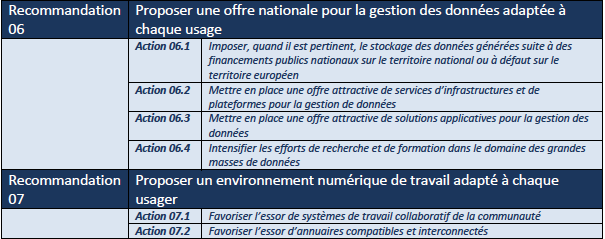 Recommandation Proposer une offre nationale pour la gestion des données adaptée à
06 chaque usage
Action 06.1 Imposer, quand il est pertinent, le stockage des données générées suite à des
financements publics nationaux sur le territoire national ou à défaut sur le
territoire européen
Action 06.2 Mettre en place une offre attractive de services d'infrastructures et de
plateformes pour la gestion de données
Action 06.3 Mettre en place une offre attractive de solutions applicatives pour la gestion des
données
Action 06.4 Intensifier les efforts de recherche et de formation dans le domaine des grandes
masses de données
Recommandation Proposer un environnement numérique de travail adapté à chaque
07 usager
Action 07.1 Favoriser l'essor de systèmes de travail collaboratif de la communauté
Action 07.2 Favoriser l'essor d'annuaires compatibles et interconnectés